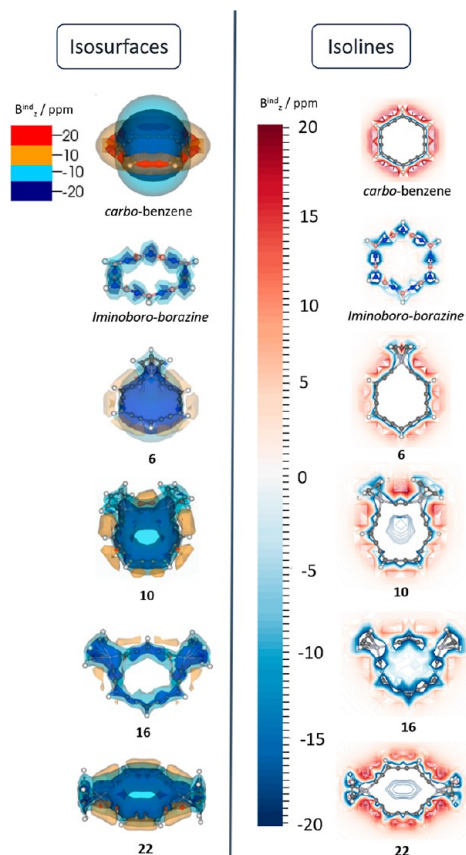 Isosurfaces
Isolines
B^ind_z / ppm
20
10
-10
-20
carbo-benzene
Iminoboro-borazine
6
10
16
22
B^ind_z / ppm
20
15
10
5
0
-5
-10
-15
-20
carbo-benzene
Iminoboro-borazine
6
10
16
22